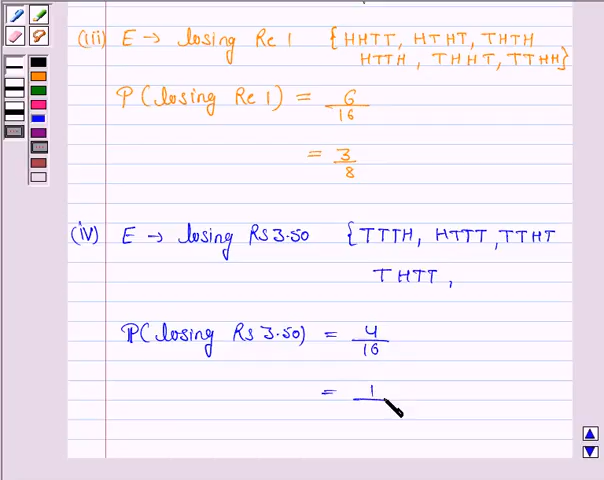 (iii) E → losing Re 1 {HHTT, HTHT, THTH
HTTH, THHT, TTHH}
P (losing Re 1) = 6/16
= 3/8
(iv) E → losing Rs 3.50 {TTTH, HTTT, TTHT
THTT,
P(losing Rs 3.50) = 4/16
= 1/